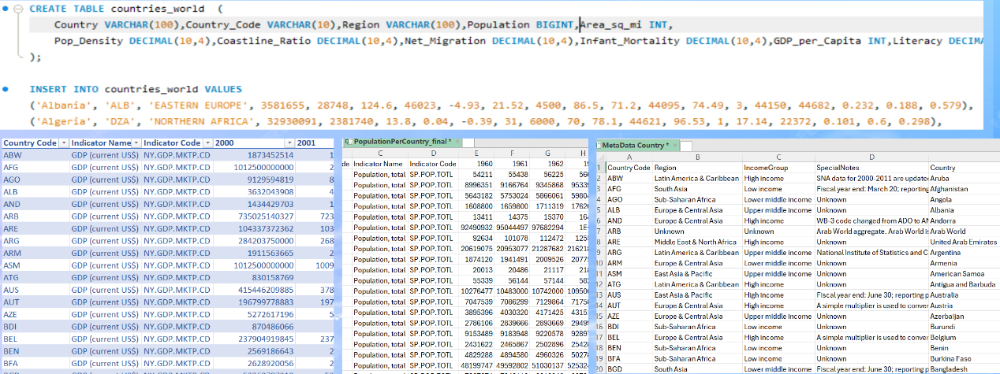 CREATE TABLE countries_world (
Country VARCHAR(100),Country_Code VARCHAR(10),Region VARCHAR(100),Population BIGINT,Area_sq_mi INT,
Pop_Density DECIMAL(10,4),Coastline_Ratio DECIMAL(10,4),Net_Migration DECIMAL(10,4),Infant_Mortality DECIMAL(10,4),GDP_per_Capita INT,Literacy DECIMA
);
INSERT INTO countries_world VALUES
('Albania', 'ALB', 'EASTERN EUROPE', 3581655, 28748, 124.6, 46023, -4.93, 21.52, 4500, 86.5, 71.2, 44095, 74.49, 3, 44150, 44682, 0.232, 0.188, 0.579),
('Algeria', 'DZA', 'NORTHERN AFRICA', 32930091, 2381740, 13.8, 0.04, -0.39, 31, 6000, 70, 78.1, 44621, 96.53, 1, 17.14, 22372, 0.101, 0.6, 0.298),
Country Code Indicator Name Indicator Code 2000 2001
ABW GDP (current US$) NY.GDP.MKTP.CD 1873452514 1
AFG GDP (current US$) NY.GDP.MKTP.CD 1012500000000 2
AGO GDP (current US$) NY.GDP.MKTP.CD 9129594819 8
ALB GDP (current US$) NY.GDP.MKTP.CD 3632043908 4
AND GDP (current US$) NY.GDP.MKTP.CD 1434429703 1
ARB GDP (current US$) NY.GDP.MKTP.CD 735025140327 723
ARE GDP (current US$) NY.GDP.MKTP.CD 104337372362 103
ARG GDP (current US$) NY.GDP.MKTP.CD 284203750000 268
ARM GDP (current US$) NY.GDP.MKTP.CD 1911563665 2
ASM GDP (current US$) NY.GDP.MKTP.CD 1012500000000 1009
ATG GDP (current US$) NY.GDP.MKTP.CD 830158769
AUS GDP (current US$) NY.GDP.MKTP.CD 415446209885 378
AUT GDP (current US$) NY.GDP.MKTP.CD 196799778883 197
AZE GDP (current US$) NY.GDP.MKTP.CD 5272617196 5
BDI GDP (current US$) NY.GDP.MKTP.CD 870486066
BEL GDP (current US$) NY.GDP.MKTP.CD 237904919845 237
BEN GDP (current US$) NY.GDP.MKTP.CD 2569186643 2
BFA GDP (current US$) NY.GDP.MKTP.CD 2628920056 2
PopulationPerCountry_final *
C D E F G H
de Indicator Name Indicator Code 1960 1961 1962
Population, total SP.POP.TOTL 54211 55438 56225
Population, total SP.POP.TOTL 8996351 9166764 9345868
Population, total SP.POP.TOTL 5643182 5753024 5866061
Population, total SP.POP.TOTL 1608800 1659800 1711319
Population, total SP.POP.TOTL 13411 14375 15370
Population, total SP.POP.TOTL 92490932 95044497 97682294
Population, total SP.POP.TOTL 92634 101078 112472
Population, total SP.POP.TOTL 20619075 20953077 21287682
Population, total SP.POP.TOTL 1874120 1941491 2009526
Population, total SP.POP.TOTL 20013 20486 21117
Population, total SP.POP.TOTL 55339 56144 57144
Population, total SP.POP.TOTL 10276477 10483000 10742000
Population, total SP.POP.TOTL 7047539 7086299 7129864
Population, total SP.POP.TOTL 3895396 4030320 4171425
Population, total SP.POP.TOTL 2786106 2839666 2893669
Population, total SP.POP.TOTL 9153489 9183948 9220578
Population, total SP.POP.TOTL 2431622 2465867 2502896
Population, total SP.POP.TOTL 4829288 4894580 4960326
Population, total SP.POP.TOTL 48199747 49592802 51030137
MetaData Country *
A B C D
1 Country Code Region IncomeGroup SpecialNotes Country
2 ABW Latin America & Caribbean High income SNA data for 2000-2011 are update Aruba
3 AFG South Asia Low income Fiscal year end: March 20; reporting Afghanistan
4 AGO Sub-Saharan Africa Lower middle income Unknown Angola
5 ALB Europe & Central Asia Upper middle income Unknown Albania
6 AND Europe & Central Asia High income WB-3 code changed from ADO to AN Andorra
7 ARB Unknown Unknown Arab World aggregate. Arab World i Arab World
8 ARE Middle East & North Africa High income Unknown United Arab Emirates
9 ARG Latin America & Caribbean Upper middle income National Institute of Statistics and C Argentina
10 ARM Europe & Central Asia Lower middle income Unknown Armenia
11 ASM East Asia & Pacific Upper middle income Unknown American Samoa
12 ATG Latin America & Caribbean High income Unknown Antigua and Barbuda
13 AUS East Asia & Pacific High income Fiscal year end: June 30; reporting p Australia
14 AUT Europe & Central Asia High income A simple multiplier is used to conver Austria
15 AZE Europe & Central Asia Upper middle income Unknown Azerbaijan
16 BDI Sub-Saharan Africa Low income Unknown Burundi
17 BEL Europe & Central Asia High income A simple multiplier is used to conver Belgium
18 BEN Sub-Saharan Africa Low income Unknown Benin
19 BFA Sub-Saharan Africa Low income Unknown Burkina Faso
20 BGD South Asia Low income Fiscal year end: June 30; reporting p Bangladesh